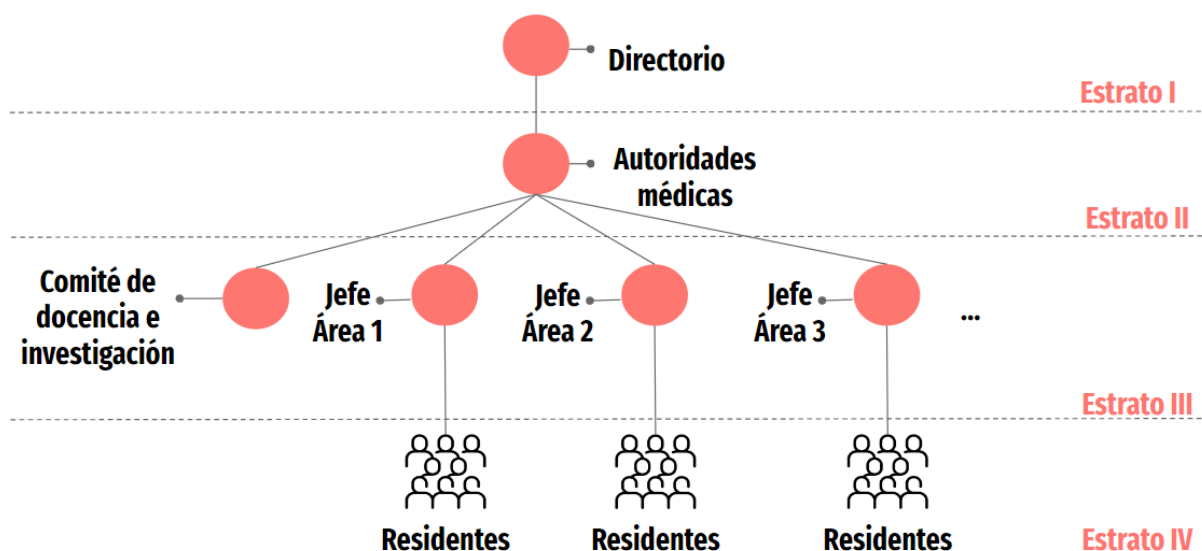 Directorio
Estrato I
Autoridades
médicas
Estrato II
Comité de
docencia e
investigación
Jefe
Área 1
Jefe
Área 2
Jefe
Área 3
...
Estrato III
Residentes
Residentes
Residentes
Estrato IV